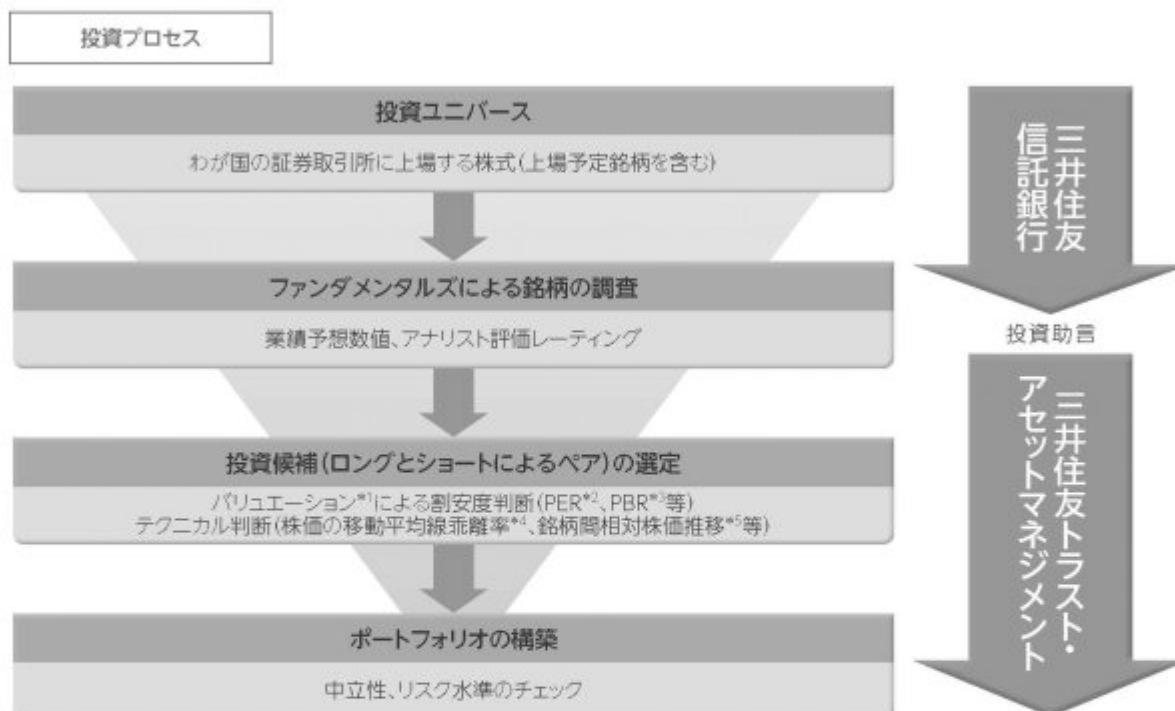 投資プロセス
投資ユニバース
わが国の証券取引所に上場する株式(上場予定銘柄を含む)
ファンダメンタルズによる銘柄の調査
業績予想数値、アナリスト評価レーティング
投資候補(ロングとショートによるペア)の選定
バリュエーション*1による割安度判断(PER*2、PBR*3等)
テクニカル判断(株価の移動平均線乖離率*4、銘柄間相対株価推移*5等)
ポートフォリオの構築
中立性、リスク水準のチェック
三井住友
信託銀行
投資助言
三井住友トラスト・
アセットマネジメント